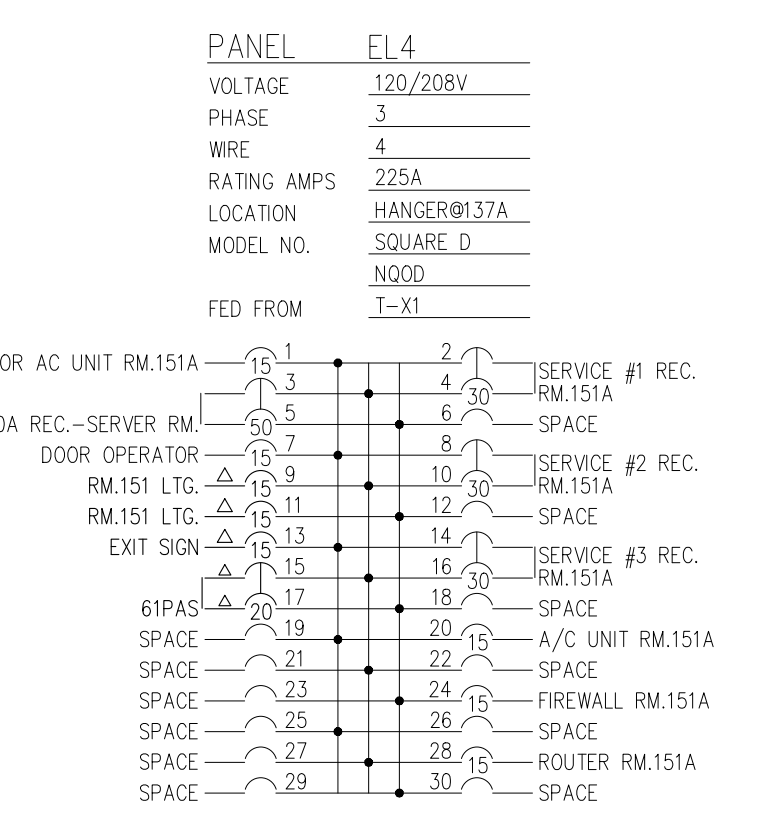 PANEL EL4
VOLTAGE 120/208V
PHASE 3
WIRE 4
RATING AMPS 225A
LOCATION HANGER@137A
MODEL NO. SQUARE D
NQOD
FED FROM T-X1
OR AC UNIT RM.151A 15 1 2 SERVICE #1 REC.
3 4 30 RM.151A
0A REC.-SERVER RM. 50 5 6 SPACE
DOOR OPERATOR 15 7 8 SERVICE #2 REC.
RM.151 LTG. 15 9 10 30 RM.151A
RM.151 LTG. 15 11 12 SPACE
EXIT SIGN 15 13 14 SERVICE #3 REC.
15 16 30 RM.151A
61PAS 20 17 18 SPACE
SPACE 19 20 15 A/C UNIT RM.151A
SPACE 21 22 SPACE
SPACE 23 24 15 FIREWALL RM.151A
SPACE 25 26 SPACE
SPACE 27 28 15 ROUTER RM.151A
SPACE 29 30 SPACE